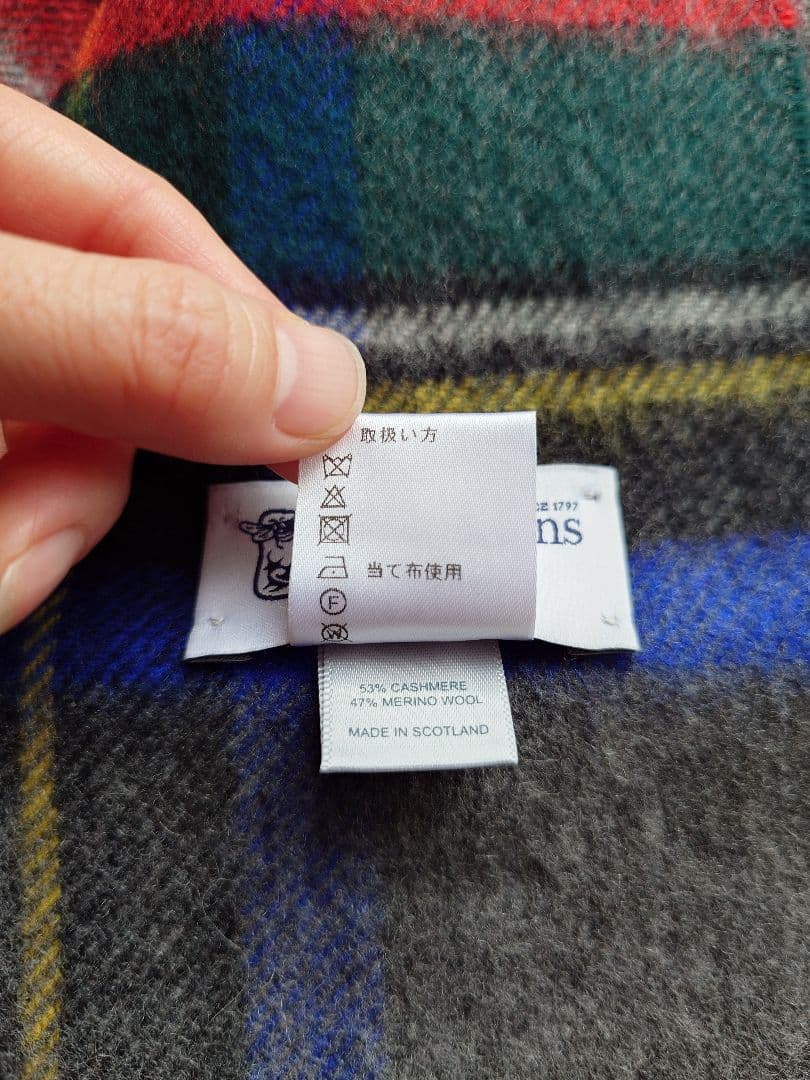 取扱い方
当て布使用
F
W
1797
ns
53% CASHMERE
47% MERINO WOOL
MADE IN SCOTLAND